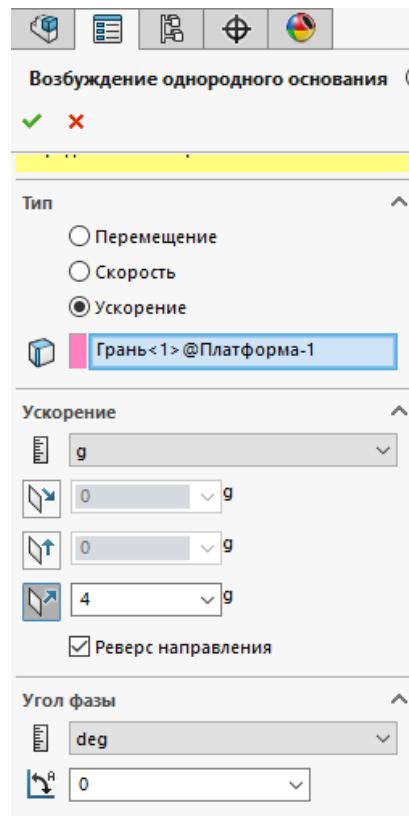 Возбуждение однородного основания
Тип
Перемещение
Скорость
Ускорение
Грань<1>@Платформа-1
Ускорение
g
0 g
0 g
4 g
Реверс направления
Угол фазы
deg
0